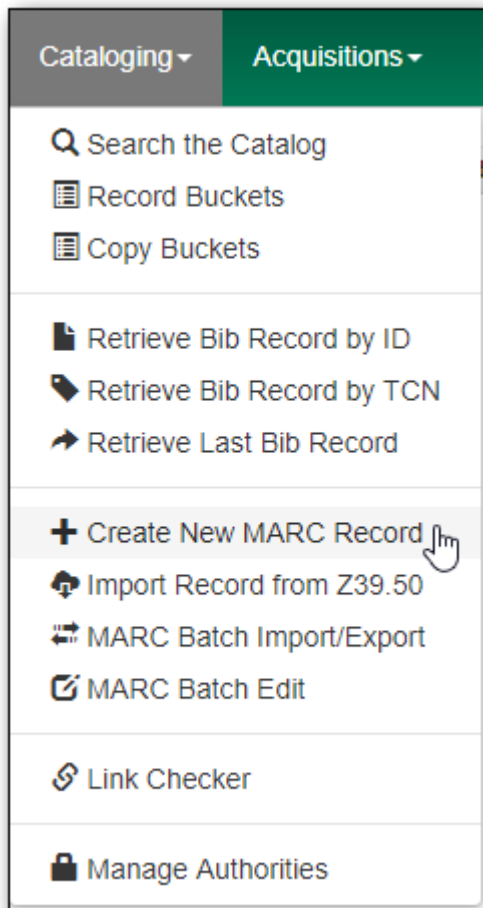 Cataloging Acquisitions
Search the Catalog
Record Buckets
Copy Buckets
Retrieve Bib Record by ID
Retrieve Bib Record by TCN
Retrieve Last Bib Record
Create New MARC Record
Import Record from Z39.50
MARC Batch Import/Export
MARC Batch Edit
Link Checker
Manage Authorities